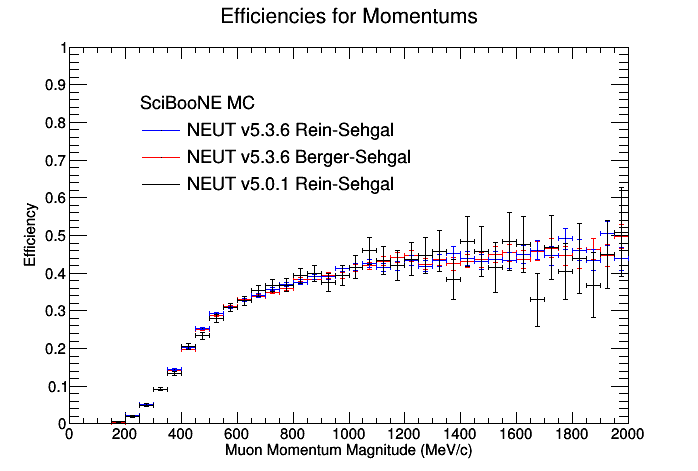 Efficiencies for Momentums
1
0.9
0.8
0.7
0.6
0.5
0.4
0.3
0.2
0.1
0
Efficiency
SciBooNE MC
NEUT v5.3.6 Rein-Sehgal
NEUT v5.3.6 Berger-Sehgal
NEUT v5.0.1 Rein-Sehgal
0 200 400 600 800 1000 1200 1400 1600 1800 2000
Muon Momentum Magnitude (MeV/c)